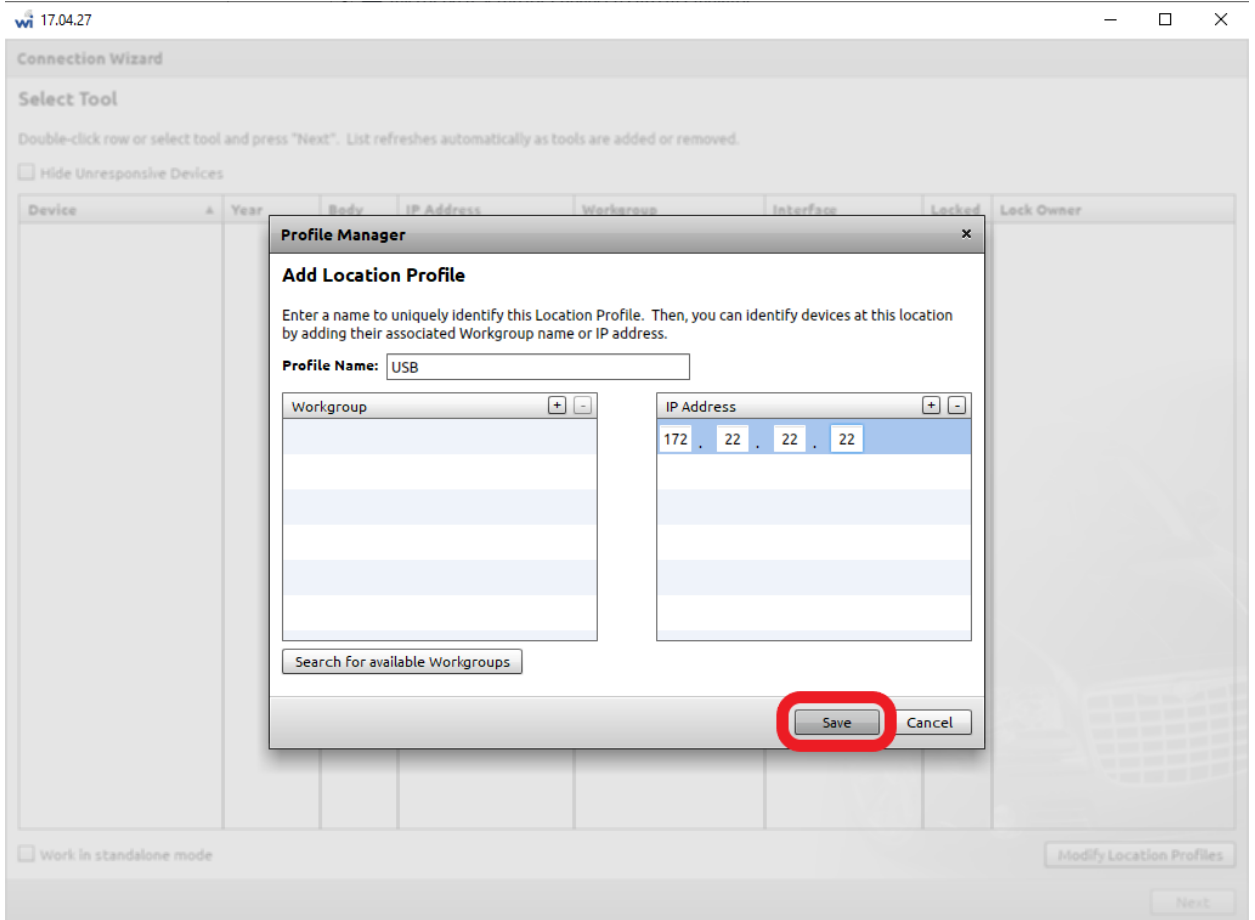 wi 17.04.27
Connection Wizard
Select Tool
Double-click row or select tool and press "Next". List refreshes automatically as tools are added or removed.
Hide Unresponsive Devices
Device Year Body IP Address Workgroup Interface Locked Lock Owner
Profile Manager
Add Location Profile
Enter a name to uniquely identify this Location Profile. Then, you can identify devices at this location
by adding their associated Workgroup name or IP address.
Profile Name: USB
Workgroup + - IP Address + -
172 . 22 . 22 . 22
Search for available Workgroups
Save Cancel
Work in standalone mode Modify Location Profiles
Next